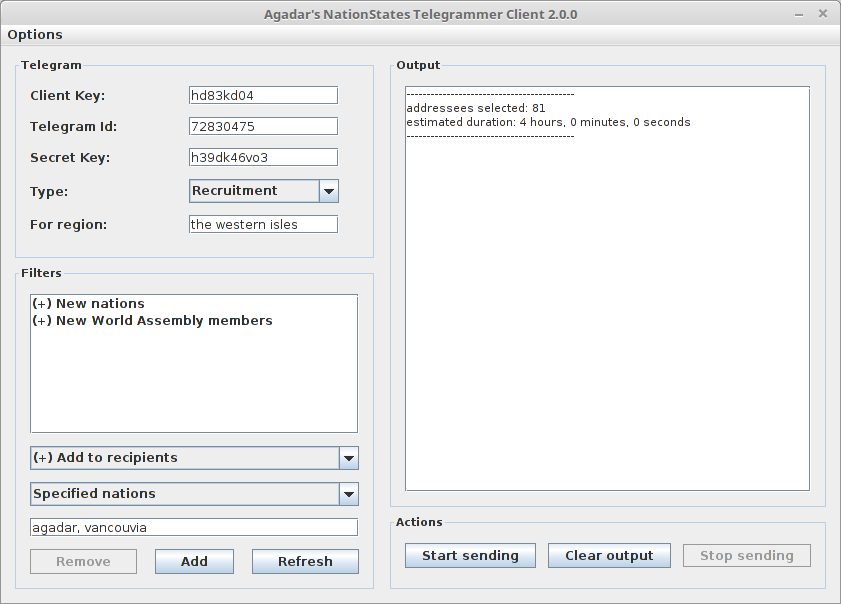 Agadar's NationStates Telegrammer Client 2.0.0
Options
Telegram
Client Key: hd83kd04
Telegram Id: 72830475
Secret Key: h39dk46vo3
Type: Recruitment
For region: the western isles
Filters
(+) New nations
(+) New World Assembly members
(+) Add to recipients
Specified nations
agadar, vancouvia
Remove Add Refresh
Output
------------------------------------------
addressees selected: 81
estimated duration: 4 hours, 0 minutes, 0 seconds
------------------------------------------
Actions
Start sending Clear output Stop sending